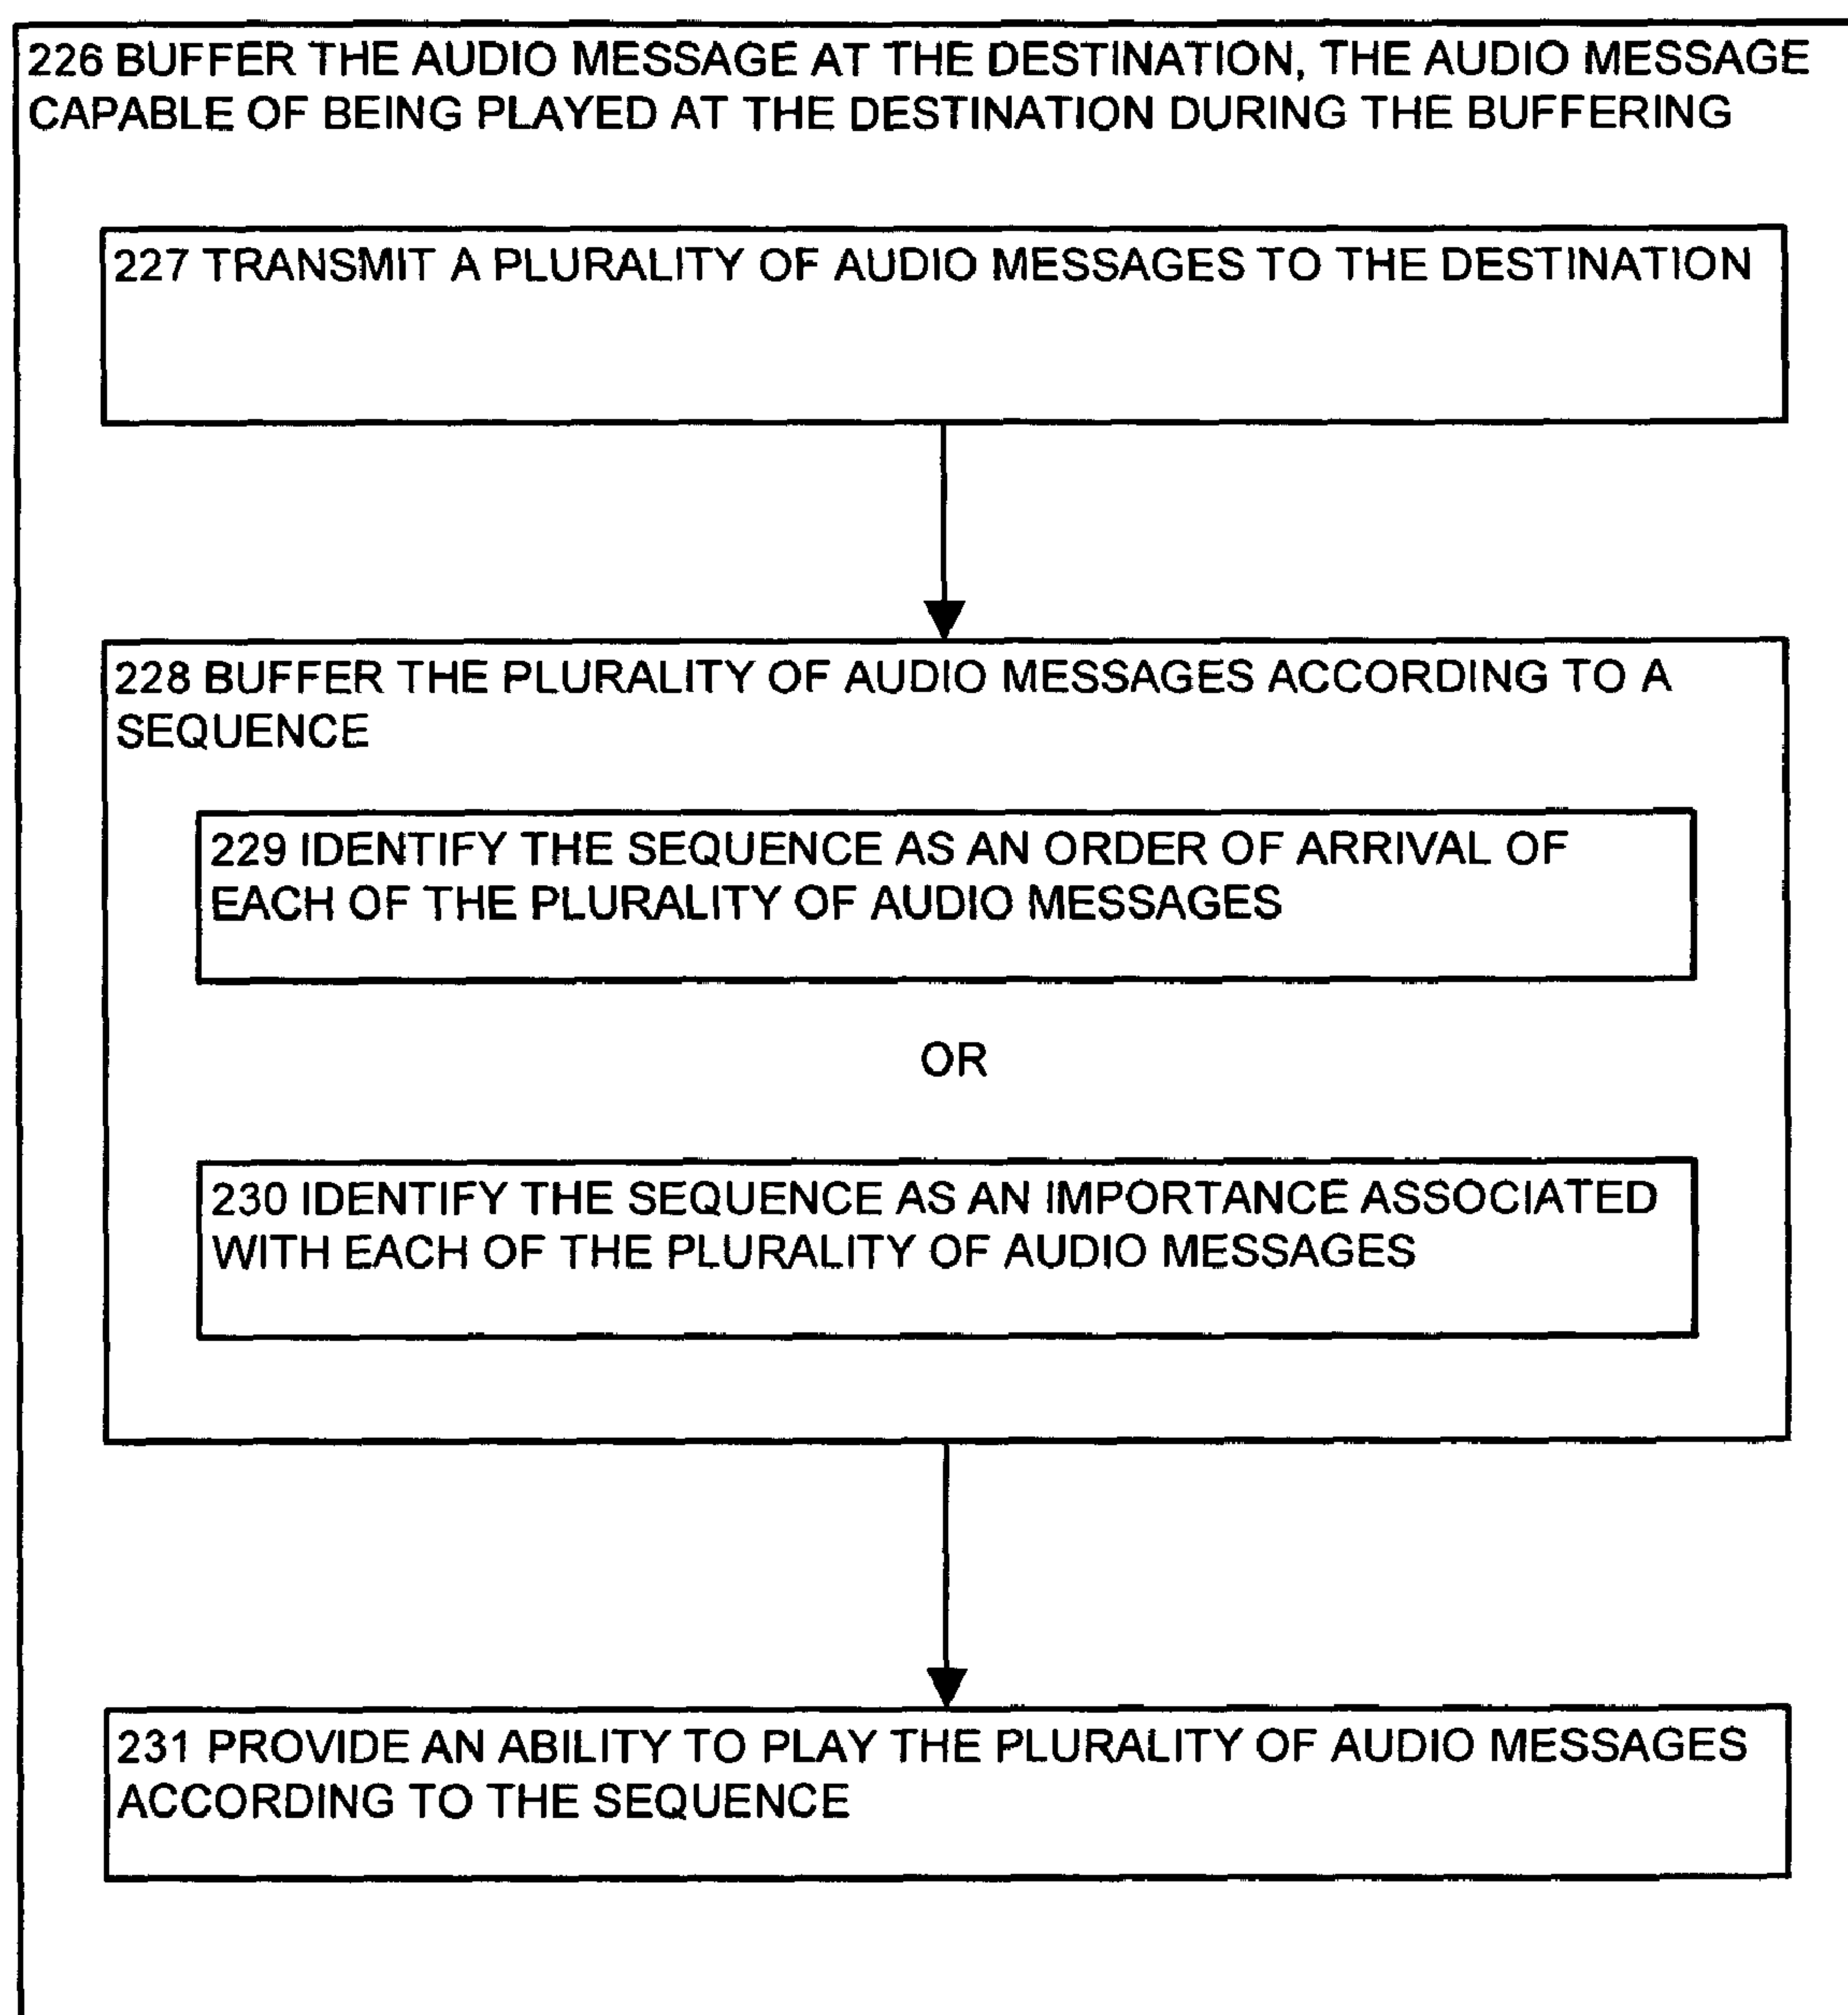 226 BUFFER THE AUDIO MESSAGE AT THE DESTINATION, THE AUDIO MESSAGE
CAPABLE OF BEING PLAYED AT THE DESTINATION DURING THE BUFFERING
227 TRANSMIT A PLURALITY OF AUDIO MESSAGES TO THE DESTINATION
228 BUFFER THE PLURALITY OF AUDIO MESSAGES ACCORDING TO A
SEQUENCE
229 IDENTIFY THE SEQUENCE AS AN ORDER OF ARRIVAL OF
EACH OF THE PLURALITY OF AUDIO MESSAGES
OR
230 IDENTIFY THE SEQUENCE AS AN IMPORTANCE ASSOCIATED
WITH EACH OF THE PLURALITY OF AUDIO MESSAGES
231 PROVIDE AN ABILITY TO PLAY THE PLURALITY OF AUDIO MESSAGES
ACCORDING TO THE SEQUENCE